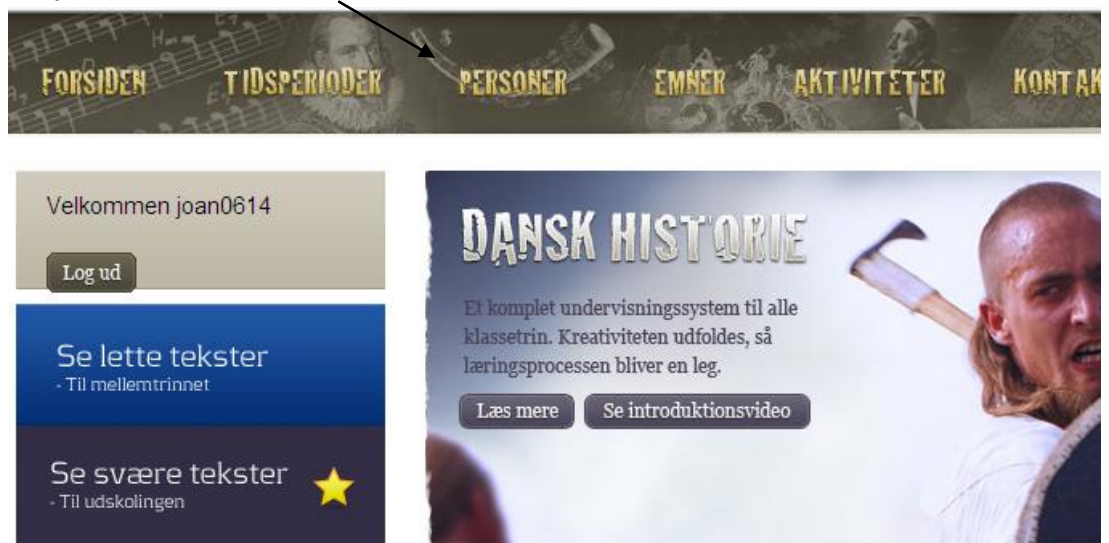 FORSIDEN TIDSPERIODER PERSONER EMNER AKTIVITETER KONTAK
Velkommen joan0614
Log ud
Se lette tekster
- Til mellemtrinnet
Se svære tekster
- Til udskolingen
DANSK HISTORIE
Et komplet undervisningssystem til alle
klassetrin. Kreativiteten udfoldes, så
læringsprocessen bliver en leg.
Læs mere Se introduktionsvideo